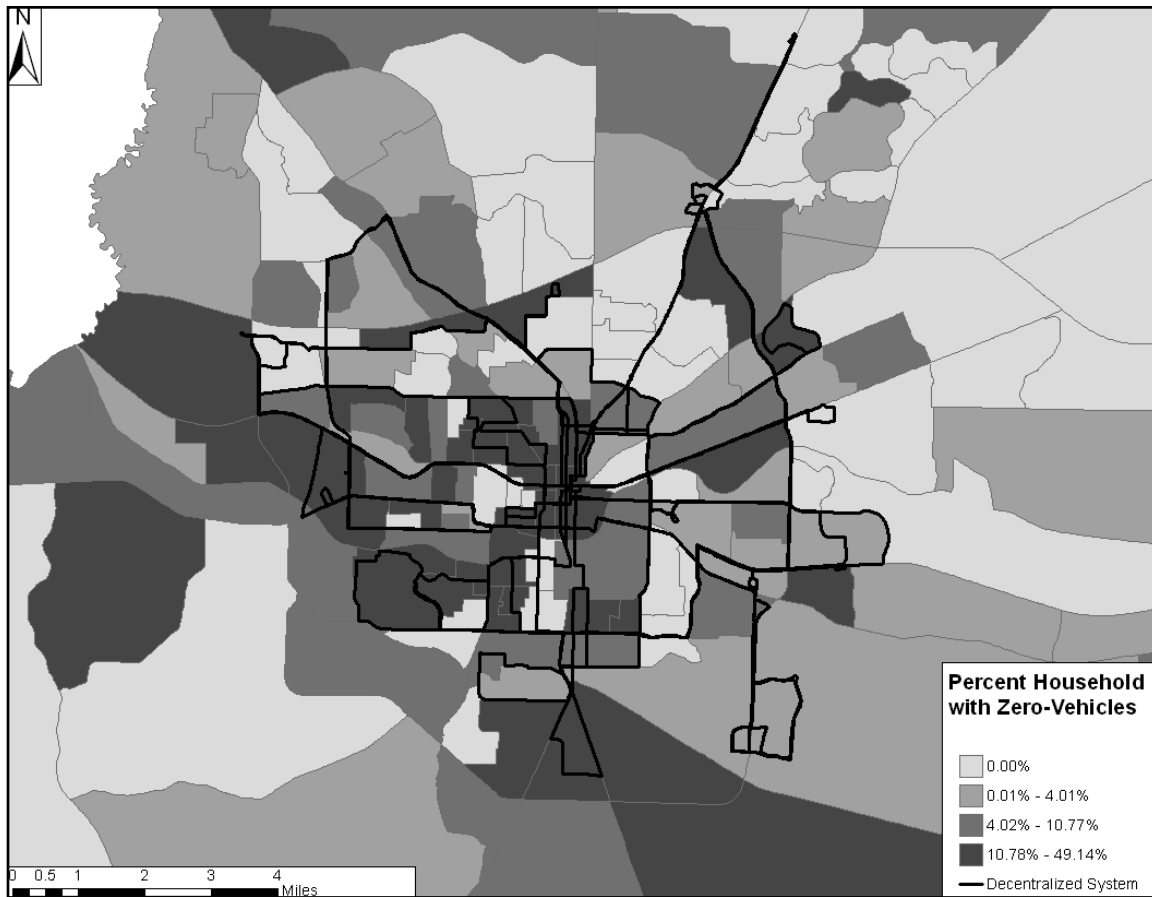 N
Percent Household
with Zero-Vehicles
0.00%
0.01% - 4.01%
4.02% - 10.77%
10.78% - 49.14%
Decentralized System
0 0.5 1 2 3 4
Miles